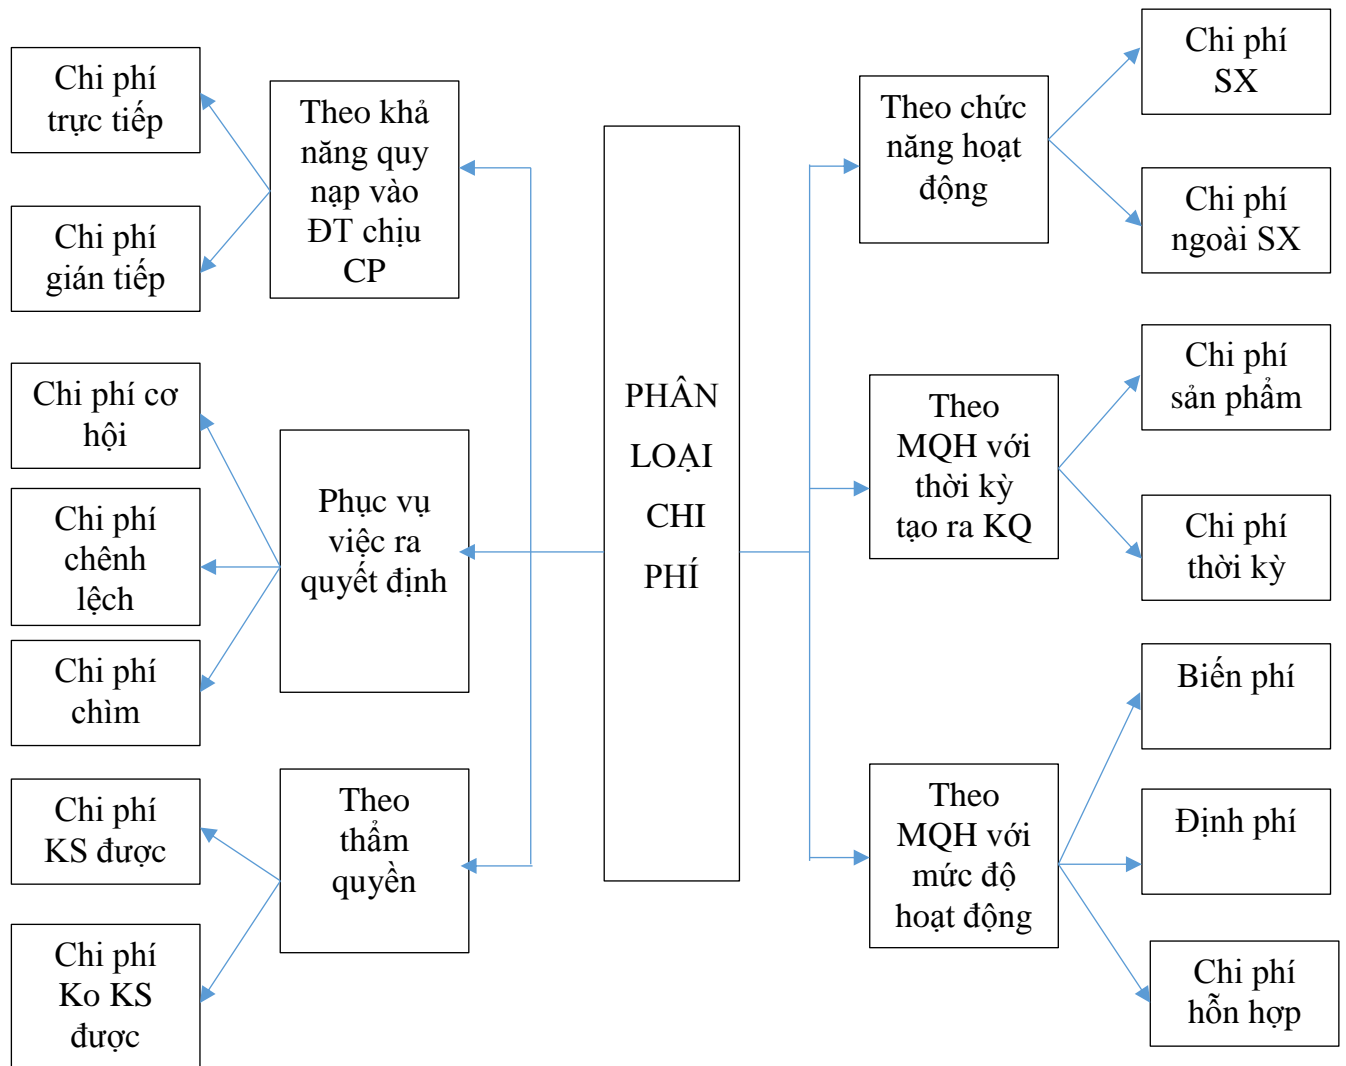 Chi phí
trực tiếp
Chi phí
gián tiếp
Theo khả
năng quy
nạp vào
ĐT chịu
CP
Chi phí cơ
hội
Chi phí
chênh
lệch
Chi phí
chìm
Phục vụ
việc ra
quyết định
Chi phí
KS được
Chi phí
Ko KS
được
Theo
thẩm
quyền
PHÂN
LOẠI
CHI
PHÍ
Theo chức
năng hoạt
động
Chi phí
SX
Chi phí
ngoài SX
Theo
MQH với
thời kỳ
tạo ra KQ
Chi phí
sản phẩm
Chi phí
thời kỳ
Theo
MQH với
mức độ
hoạt động
Biến phí
Định phí
Chi phí
hỗn hợp